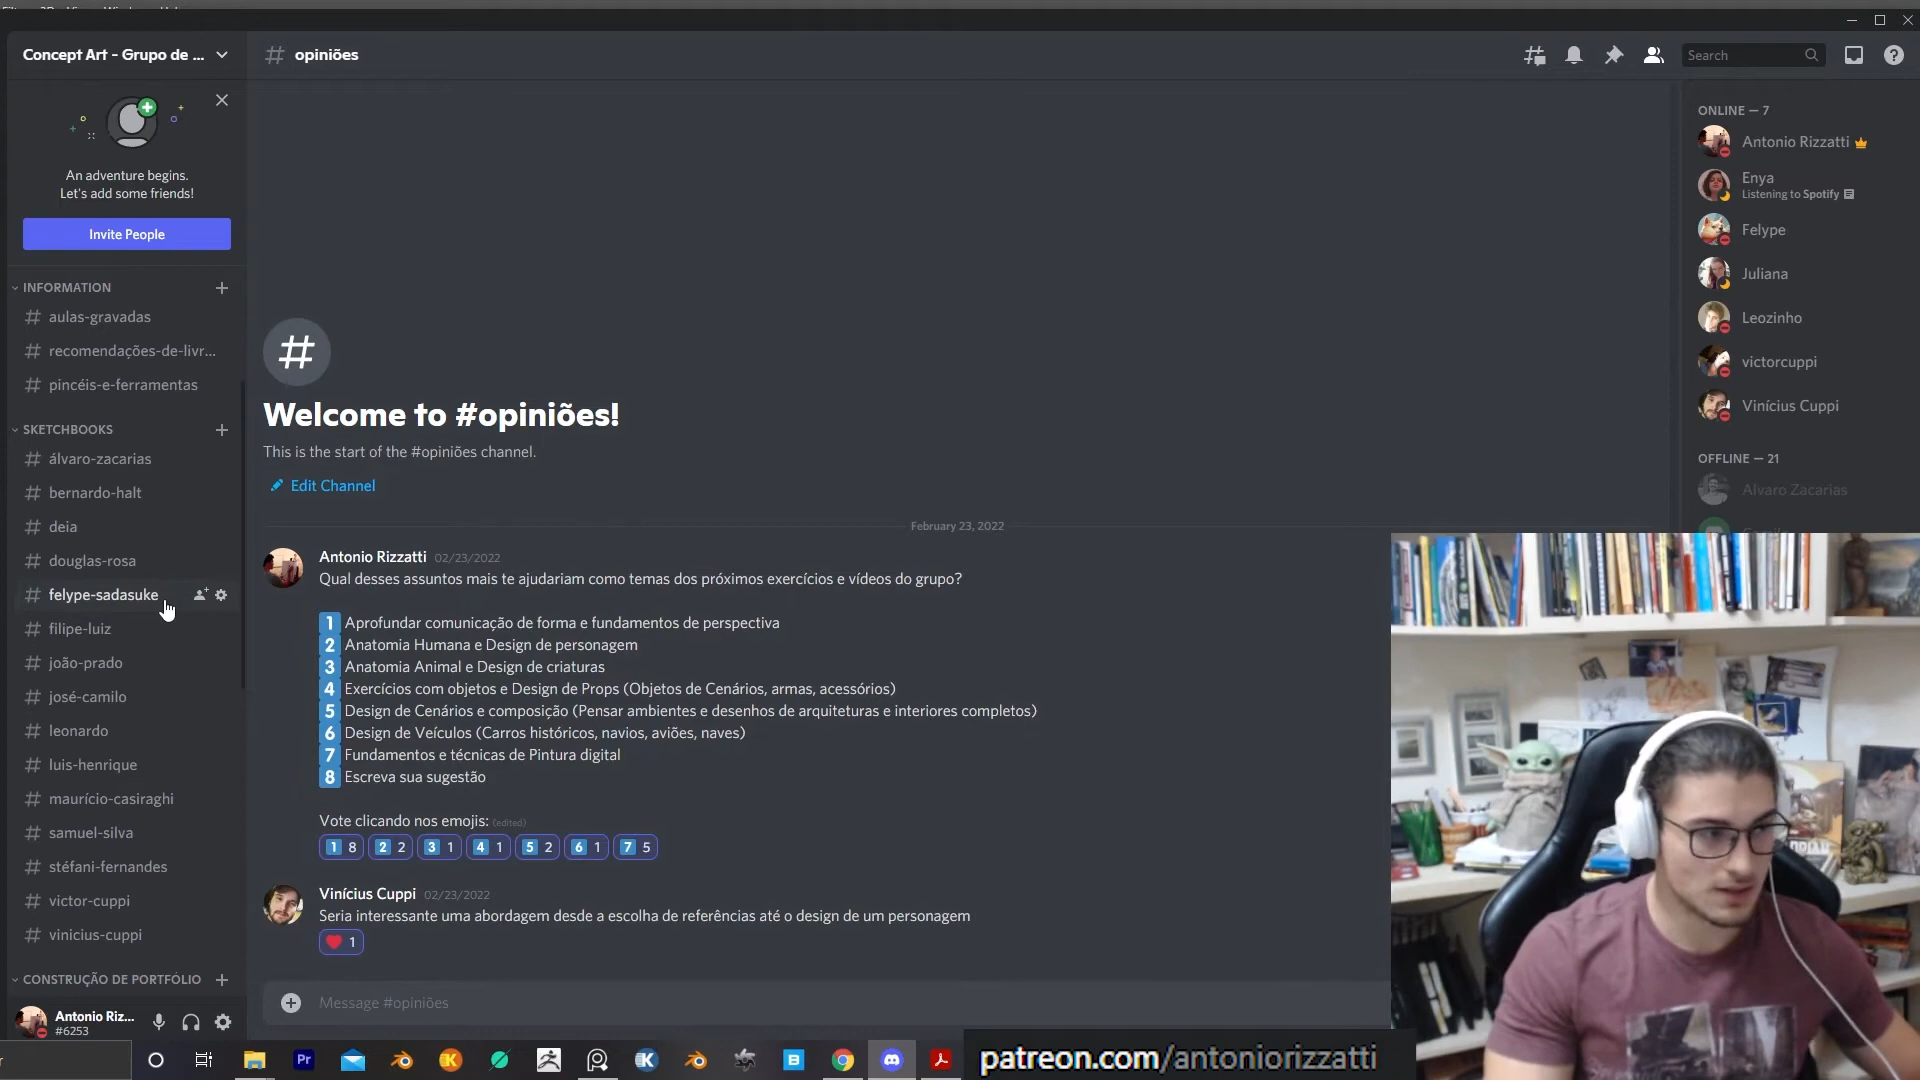 Concept Art - Grupo de ...
opiniões
Search
An adventure begins.
Let's add some friends!
Invite People
INFORMATION
aulas-gravadas
recomendações-de-livr...
pincéis-e-ferramentas
SKETCHBOOKS
álvaro-zacarias
bernardo-halt
deia
douglas-rosa
felype-sadasuke
filipe-luiz
joão-prado
josé-camilo
leonardo
luis-henrique
maurício-casiraghi
samuel-silva
stéfani-fernandes
victor-cuppi
vinicius-cuppi
CONSTRUÇÃO DE PORTFÓLIO
Antonio Riz...
#6253
Welcome to #opiniões!
This is the start of the #opiniões channel.
Edit Channel
February 23, 2022
Antonio Rizzatti 02/23/2022
Qual desses assuntos mais te ajudariam como temas dos próximos exercícios e vídeos do grupo?
1 Aprofundar comunicação de forma e fundamentos de perspectiva
2 Anatomia Humana e Design de personagem
3 Anatomia Animal e Design de criaturas
4 Exercícios com objetos e Design de Props (Objetos de Cenários, armas, acessórios)
5 Design de Cenários e composição (Pensar ambientes e desenhos de arquiteturas e interiores completos)
6 Design de Veículos (Carros históricos, navios, aviões, naves)
7 Fundamentos e técnicas de Pintura digital
8 Escreva sua sugestão
Vote clicando nos emojis: (edited)
1 8 2 2 3 1 4 1 5 2 6 1 7 5
Vinícius Cuppi 02/23/2022
Seria interessante uma abordagem desde a escolha de referências até o design de um personagem
1
Message #opiniões
ONLINE — 7
Antonio Rizzatti
Enya
Listening to Spotify
Felype
Juliana
Leozinho
victorcuppi
Vinícius Cuppi
OFFLINE — 21
Alvaro Zacarias
Pr
patreon.com/antoniorizzatti